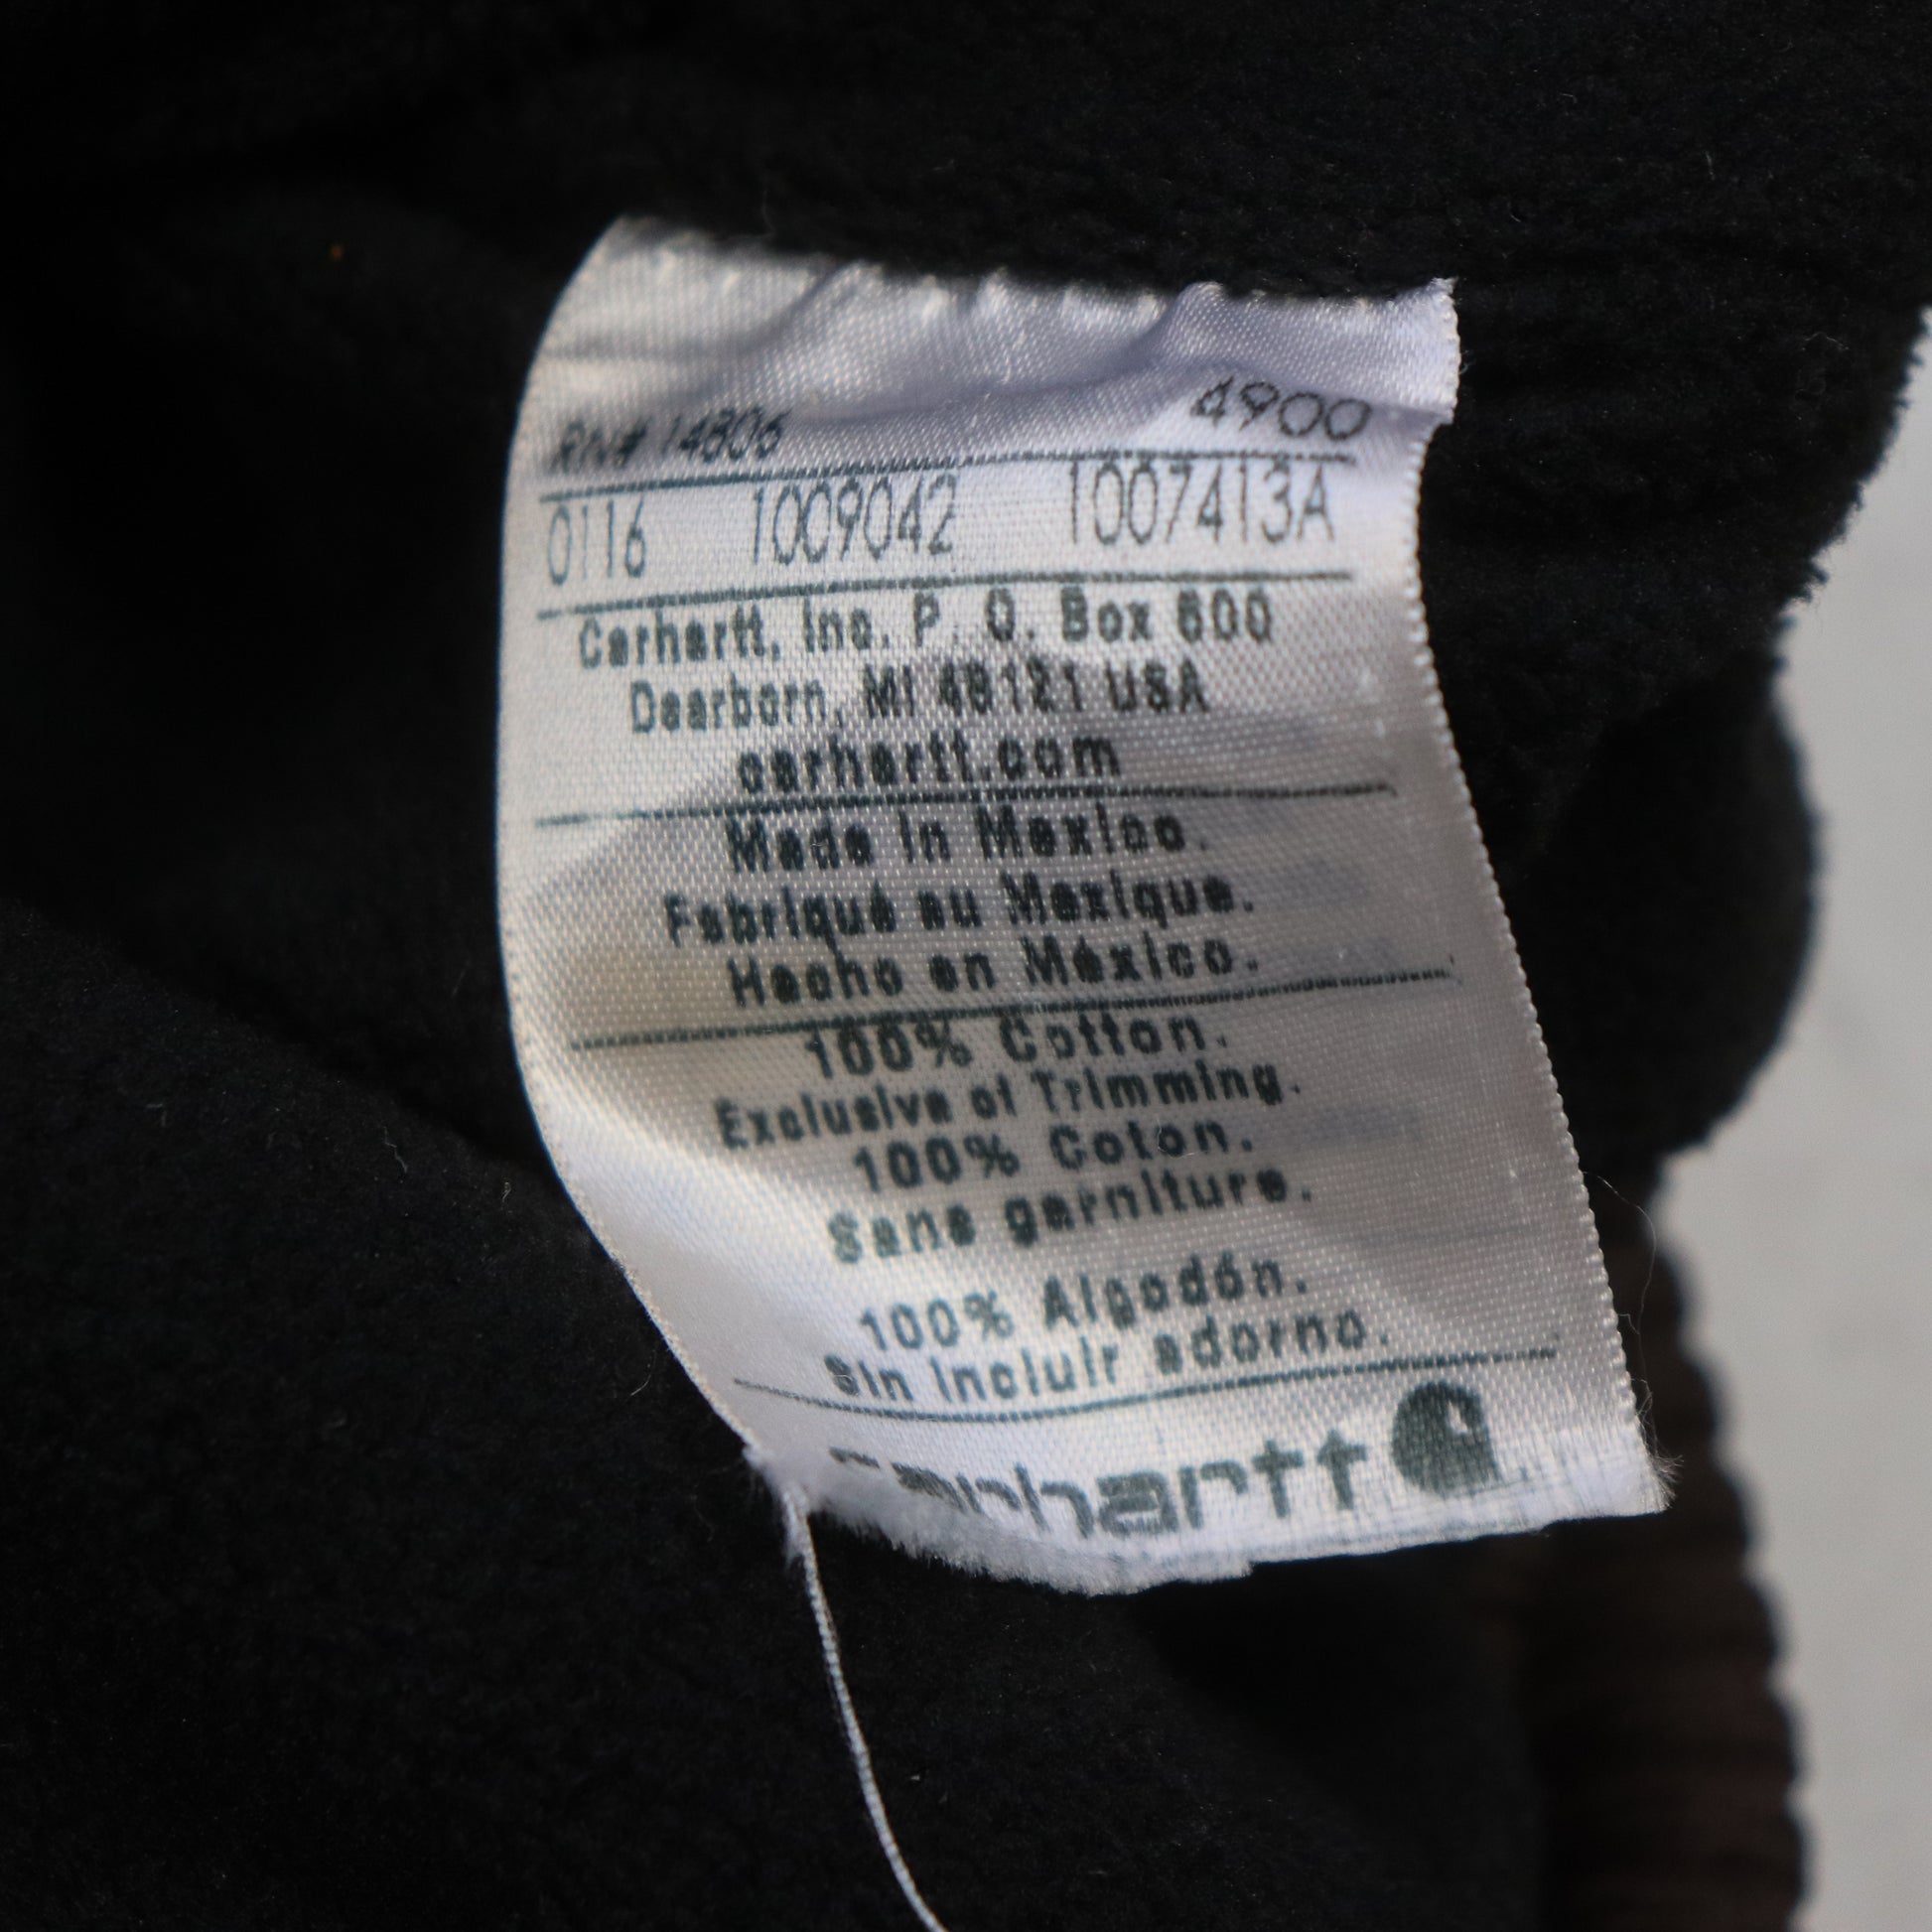 RN# 14806 4900
0116 1009042 1007413A
Carhartt, Inc. P. O. Box 600
Dearborn, MI 48121 USA
carhartt.com
Made in Mexico.
Fabriqué au Mexique.
Hecho en México.
100% Cotton.
Exclusive of Trimming.
100% Coton.
Sans garniture.
100% Algodón.
Sin incluir adorno.
carhartt